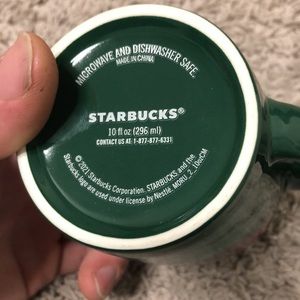 MICROWAVE AND DISHWASHER SAFE.
MADE IN CHINA
STARBUCKS®
10 fl oz (296 ml)
CONTACT US AT: 1-877-877-6331
© 2021 Starbucks Corporation. STARBUCKS and the
Starbucks logo are used under license by Nestlé. MORU_2_10ozCM